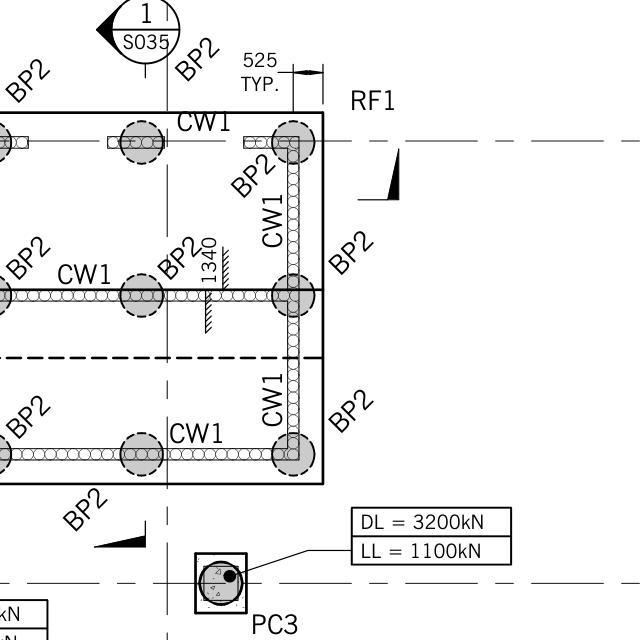 1
S035
BP2
BP2
525
TYP.
RF1
CW1
BP2
CW1
BP2
CW1
BP2
1340
BP2
CW1
BP2
CW1
BP2
BP2
DL = 3200kN
LL = 1100kN
PC3
kN